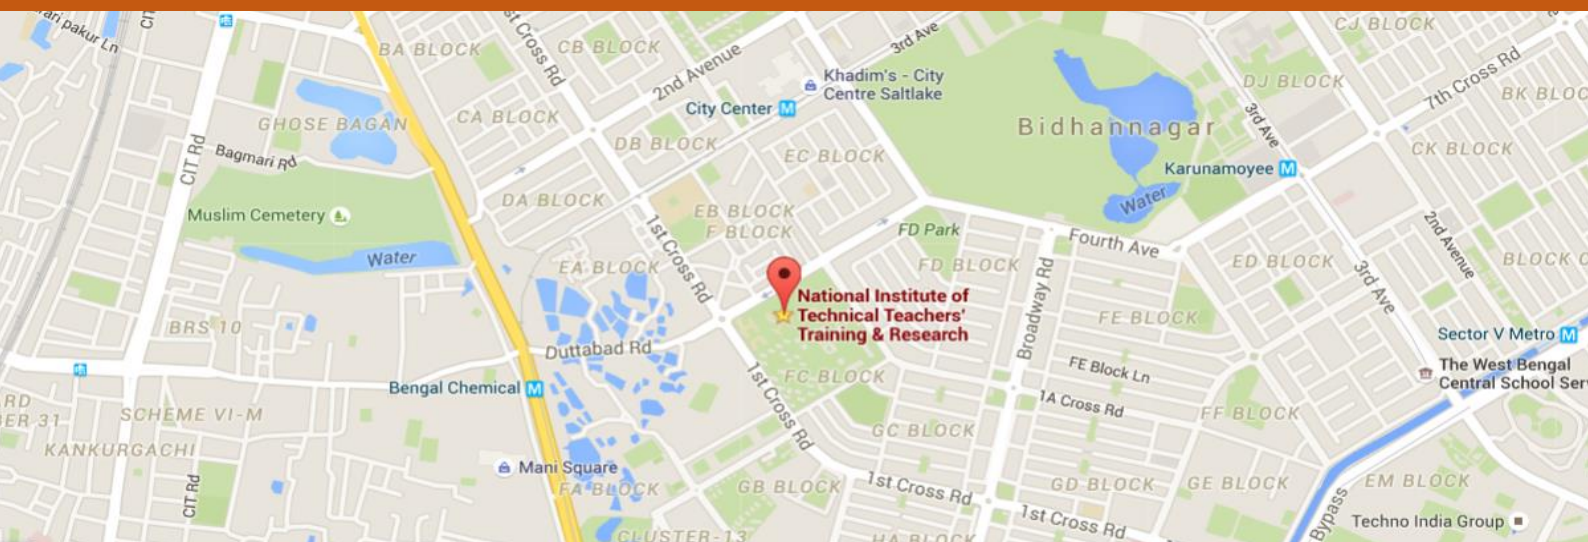 ari pakur Ln
CIT
BA BLOCK
st Cross Rd
CB BLOCK
2nd Avenue
3rd Ave
Khadim's - City
Centre Saltlake
City Center M
CJ BLOCK
7th Cross Rd
DJ BLOCK
BK BLOC
3rd Ave
GHOSE BAGAN
CA BLOCK
Bidhannagar
DB BLOCK
EC BLOCK
CIT Rd
Bagmari Rd
CK BLOCK
Karunamoyee M
Water
DA BLOCK
EB BLOCK
F BLOCK
Muslim Cemetery
1st Cross Rd
FD Park
Fourth Ave
2nd Avenue
Water
EA BLOCK
FD BLOCK
ED BLOCK
BLOCK C
3rd Ave
National Institute of
Technical Teachers'
Training & Research
Broadway Rd
FE BLOCK
BRS 10
Sector V Metro M
Duttabad Rd
The West Bengal
Central School Ser
FE Block Ln
Bengal Chemical M
1st Cross Rd
FC BLOCK
1A Cross Rd
FF BLOCK
ARD
BER 31
SCHEME VI-M
KANKURGACHI
GC BLOCK
Mani Square
CIT Rd
FA BLOCK
GB BLOCK
1st Cross Rd
GD BLOCK
GE BLOCK
EM BLOCK
1st Cross Rd
Bypass
Techno India Group
CLUSTER-13
HA BLOCK